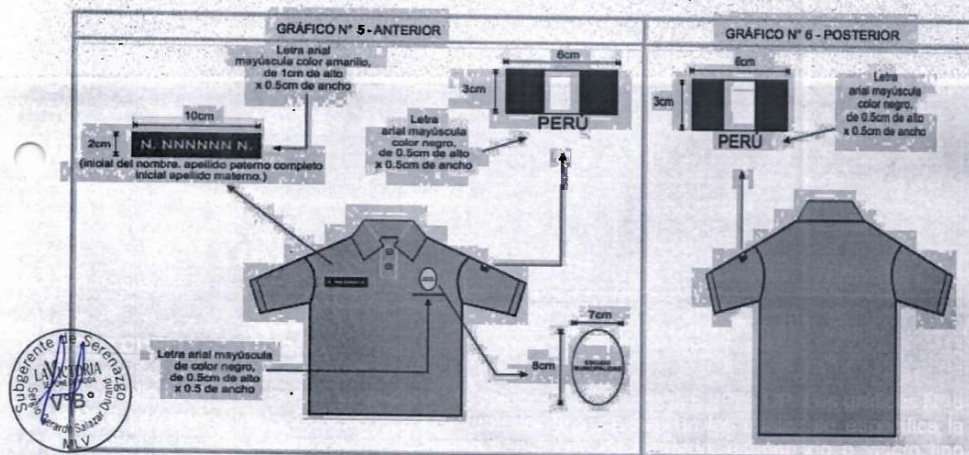 GRÁFICO N° 5 - ANTERIOR
GRÁFICO N° 6 - POSTERIOR
Letra arial
mayúscula color amarillo,
de 1cm de alto
x 0.5cm de ancho
10cm
2cm
N. NNNNNN N.
(inicial del nombre. apellido paterno completo
inicial apellido materno.)
6cm
3cm
PERÚ
Letra
arial mayúscula
color negro,
de 0.5cm de alto
x 0.5cm de ancho
6cm
3cm
PERÚ
Letra
arial mayúscula
color negro,
de 0.5cm de alto
x 0.5cm de ancho
Letra arial mayúscula
de color negro,
de 0.5cm de alto
x 0.5 de ancho
7cm
ESCUDO
MUNICIPALIDAD
Subgerente de Serenazgo
LA VICTORIA
V°B°
Gerardo Salazar Durand
MLV